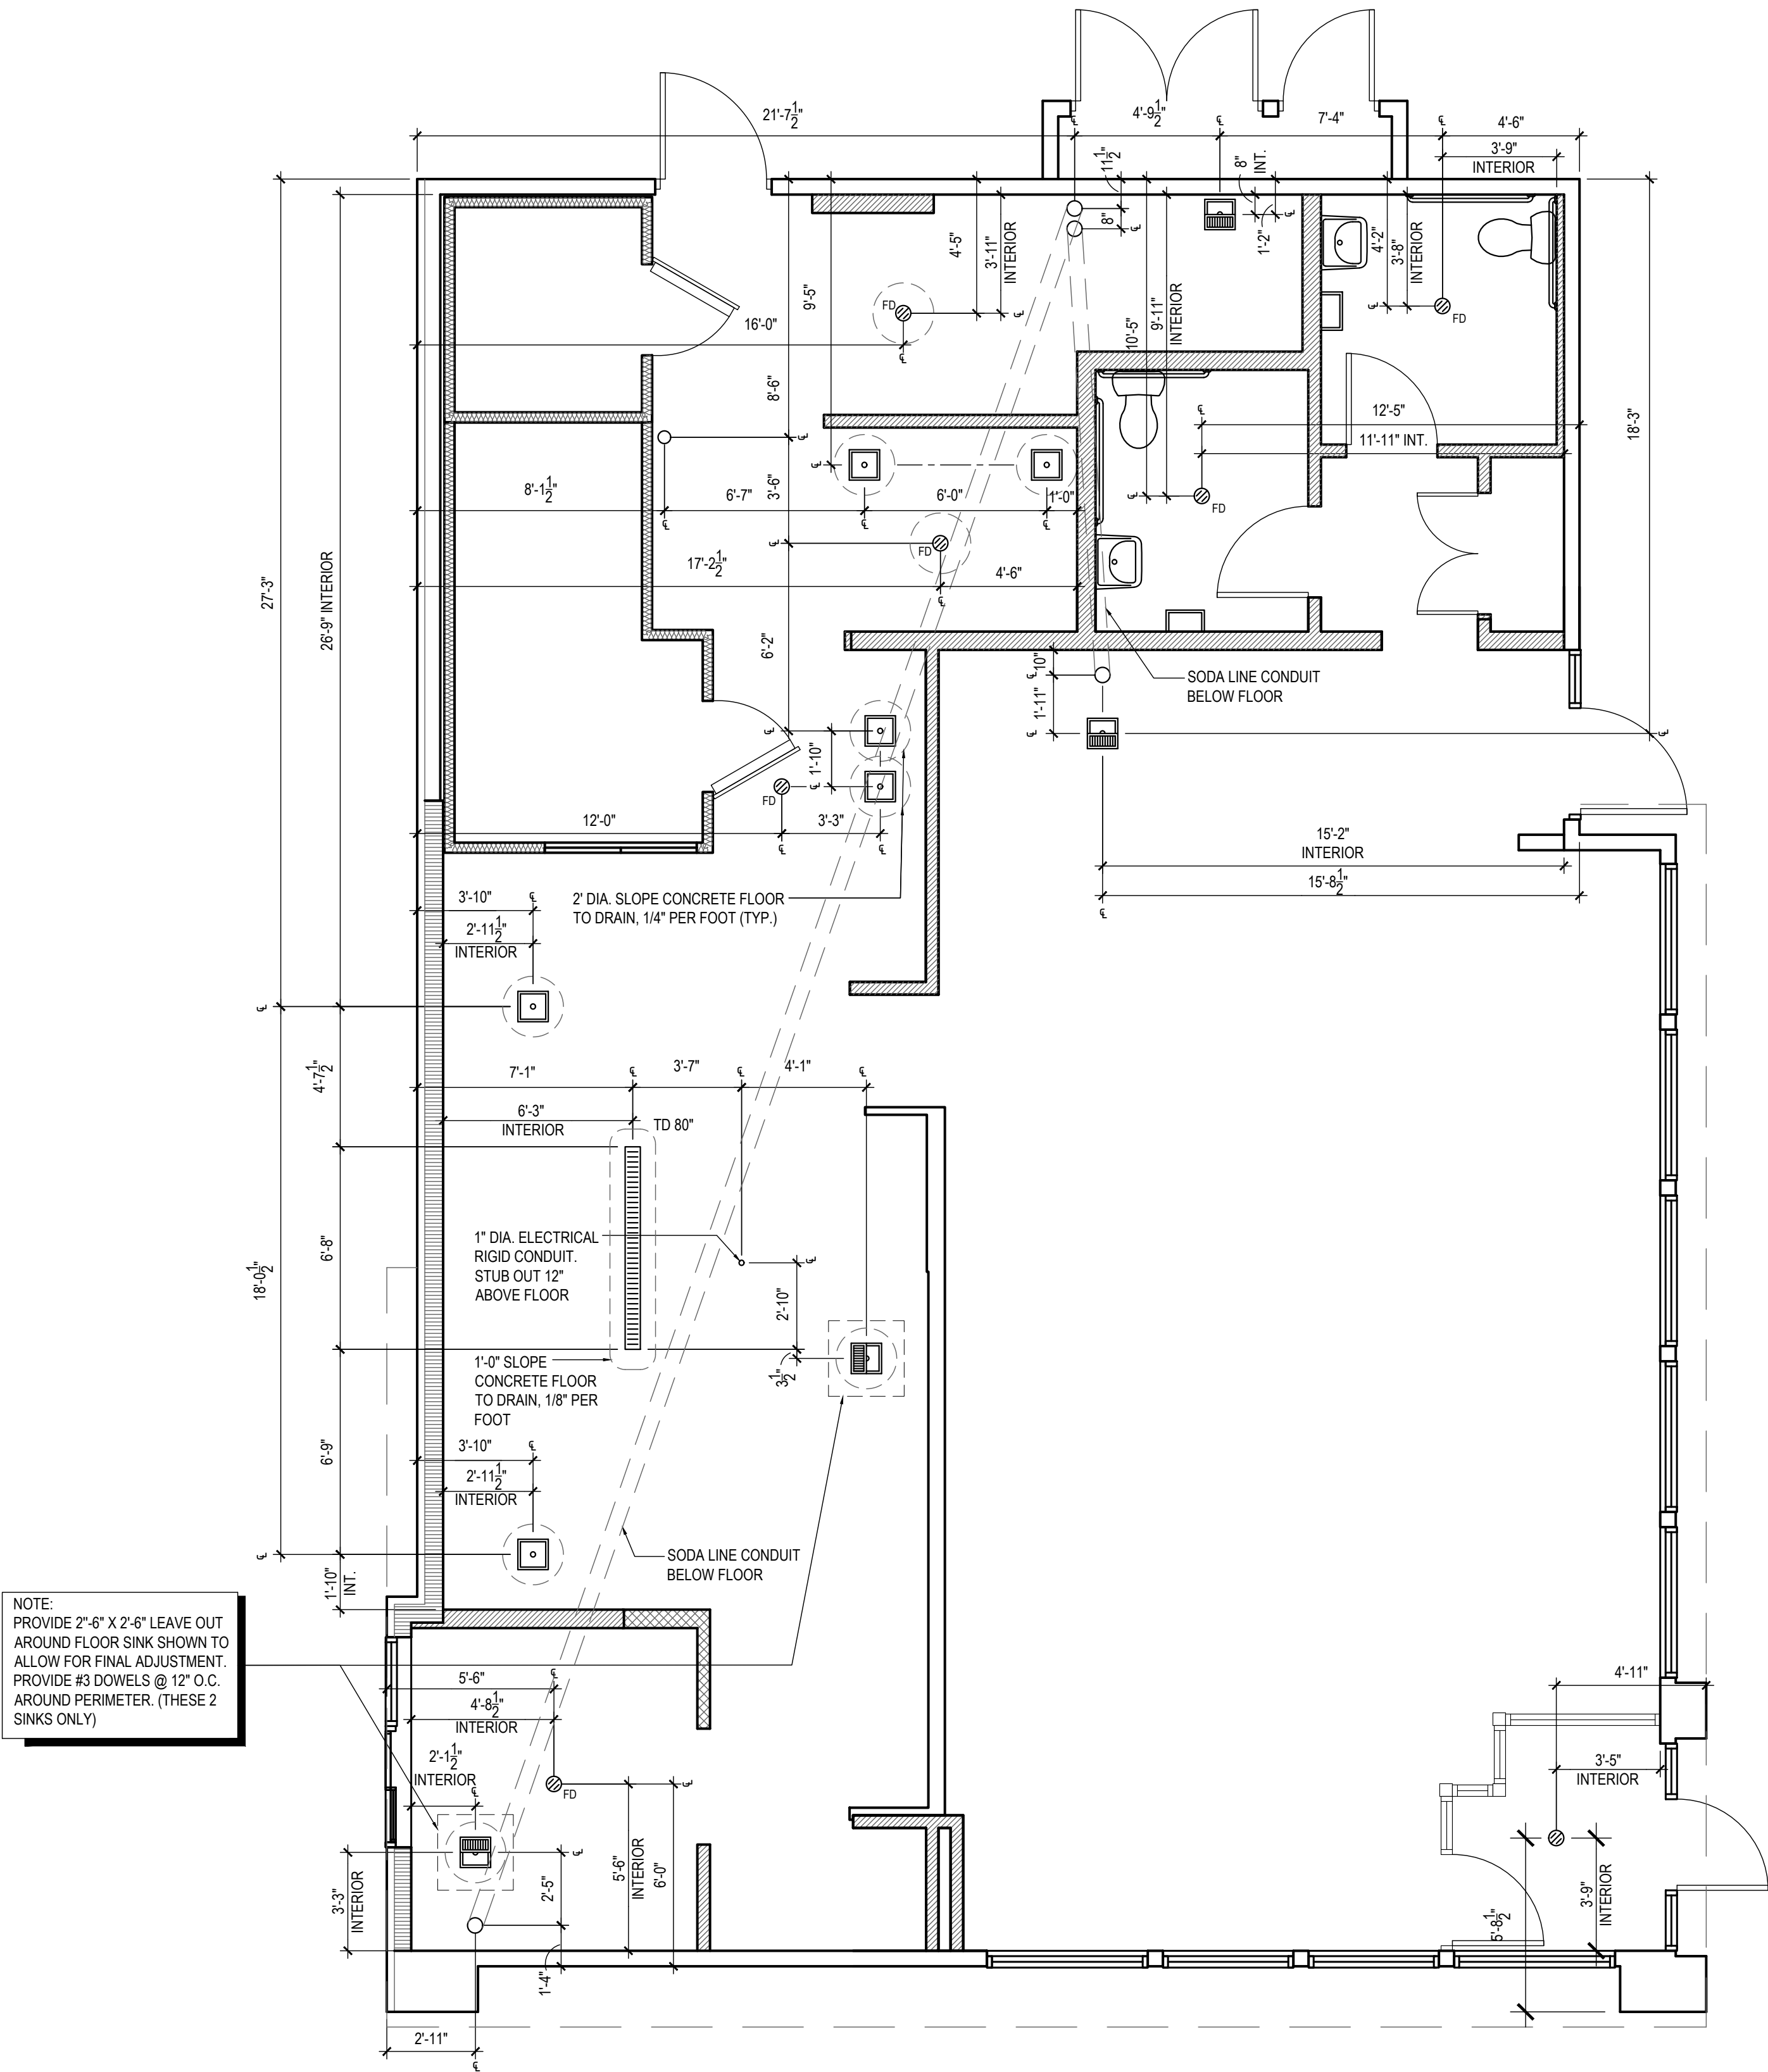 21'-7 1/2"
4'-9 1/2"
7'-4"
4'-6"
3'-9"
INTERIOR
11 1/2"
8"
INT.
8"
1'-2"
4'-5"
3'-11"
INTERIOR
4'-2"
3'-8"
INTERIOR
9'-5"
FD
FD
16'-0"
10'-5"
9'-11"
INTERIOR
8'-6"
12'-5"
11'-11" INT.
18'-3"
8'-1 1/2"
6'-7"
3'-6"
6'-0"
1'-0"
FD
FD
17'-2 1/2"
4'-6"
27'-3"
26'-9" INTERIOR
6'-2"
10"
1'-11"
SODA LINE CONDUIT
BELOW FLOOR
1'-10"
FD
12'-0"
3'-3"
15'-2"
INTERIOR
15'-8 1/2"
3'-10"
2'-11 1/2"
INTERIOR
2' DIA. SLOPE CONCRETE FLOOR
TO DRAIN, 1/4" PER FOOT (TYP.)
4'-7 1/2"
7'-1"
3'-7"
4'-1"
6'-3"
INTERIOR
TD 80"
6'-8"
18'-0 1/2"
1" DIA. ELECTRICAL
RIGID CONDUIT.
STUB OUT 12"
ABOVE FLOOR
2'-10"
3 1/2"
1'-0" SLOPE
CONCRETE FLOOR
TO DRAIN, 1/8" PER
FOOT
6'-9"
3'-10"
2'-11 1/2"
INTERIOR
SODA LINE CONDUIT
BELOW FLOOR
1'-10"
INT.
NOTE:
PROVIDE 2"-6" X 2'-6" LEAVE OUT
AROUND FLOOR SINK SHOWN TO
ALLOW FOR FINAL ADJUSTMENT.
PROVIDE #3 DOWELS @ 12" O.C.
AROUND PERIMETER. (THESE 2
SINKS ONLY)
5'-6"
4'-8 1/2"
INTERIOR
2'-1 1/2"
INTERIOR
FD
4'-11"
3'-5"
INTERIOR
3'-3"
INTERIOR
2'-5"
5'-6"
INTERIOR
6'-0"
1'-4"
5'-8 1/2"
3'-9"
INTERIOR
2'-11"